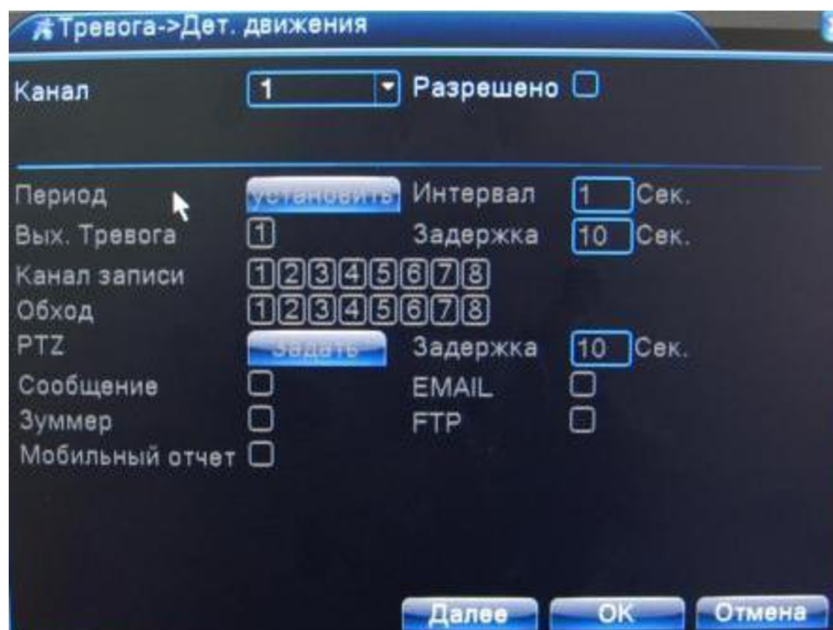 Тревога->Дет. движения
Канал 1 Разрешено
Период установить Интервал 1 Сек.
Вых. Тревога 1 Задержка 10 Сек.
Канал записи 1 2 3 4 5 6 7 8
Обход 1 2 3 4 5 6 7 8
PTZ Задать Задержка 10 Сек.
Сообщение EMAIL
Зуммер FTP
Мобильный отчет
Далее OK Отмена